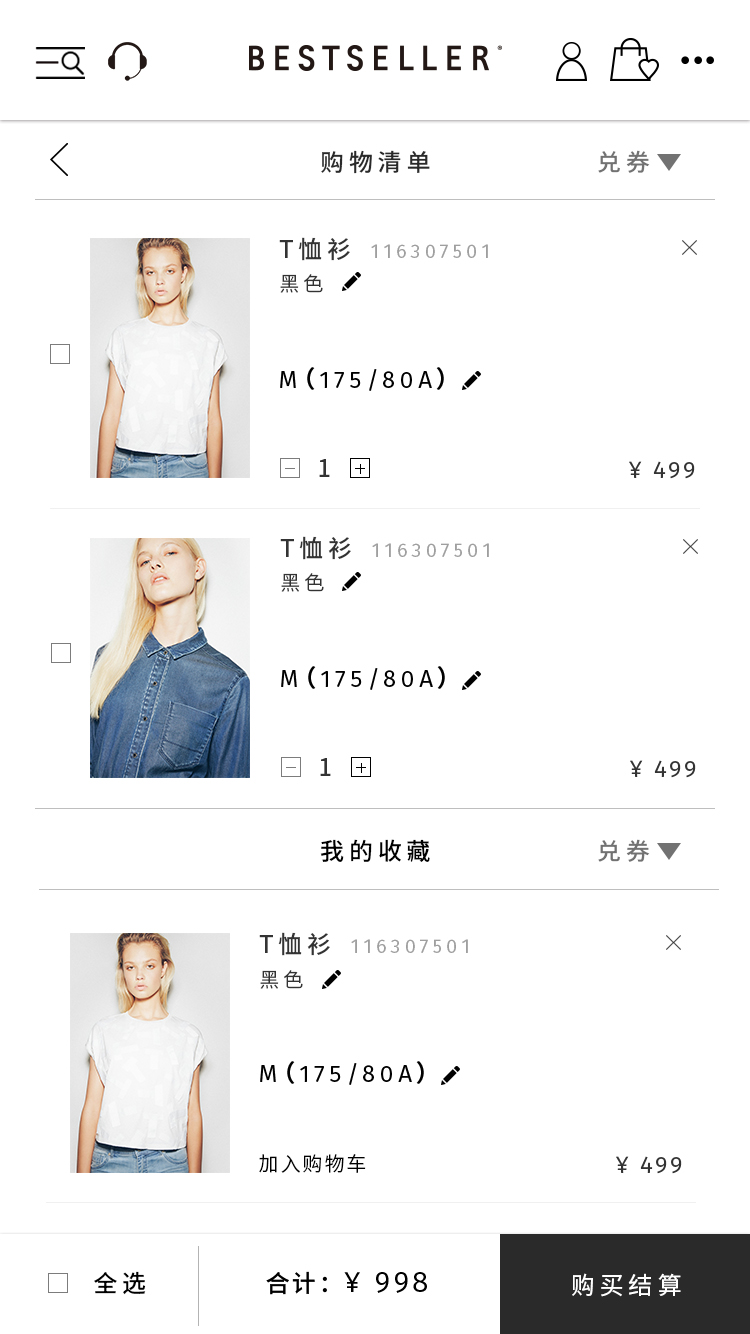 BESTSELLER
购物清单 兑券
T恤衫 116307501
黑色
M(175/80A)
1 ¥ 499
T恤衫 116307501
黑色
M(175/80A)
1 ¥ 499
我的收藏 兑券
T恤衫 116307501
黑色
M(175/80A)
加入购物车 ¥ 499
全选 合计: ¥ 998 购买结算